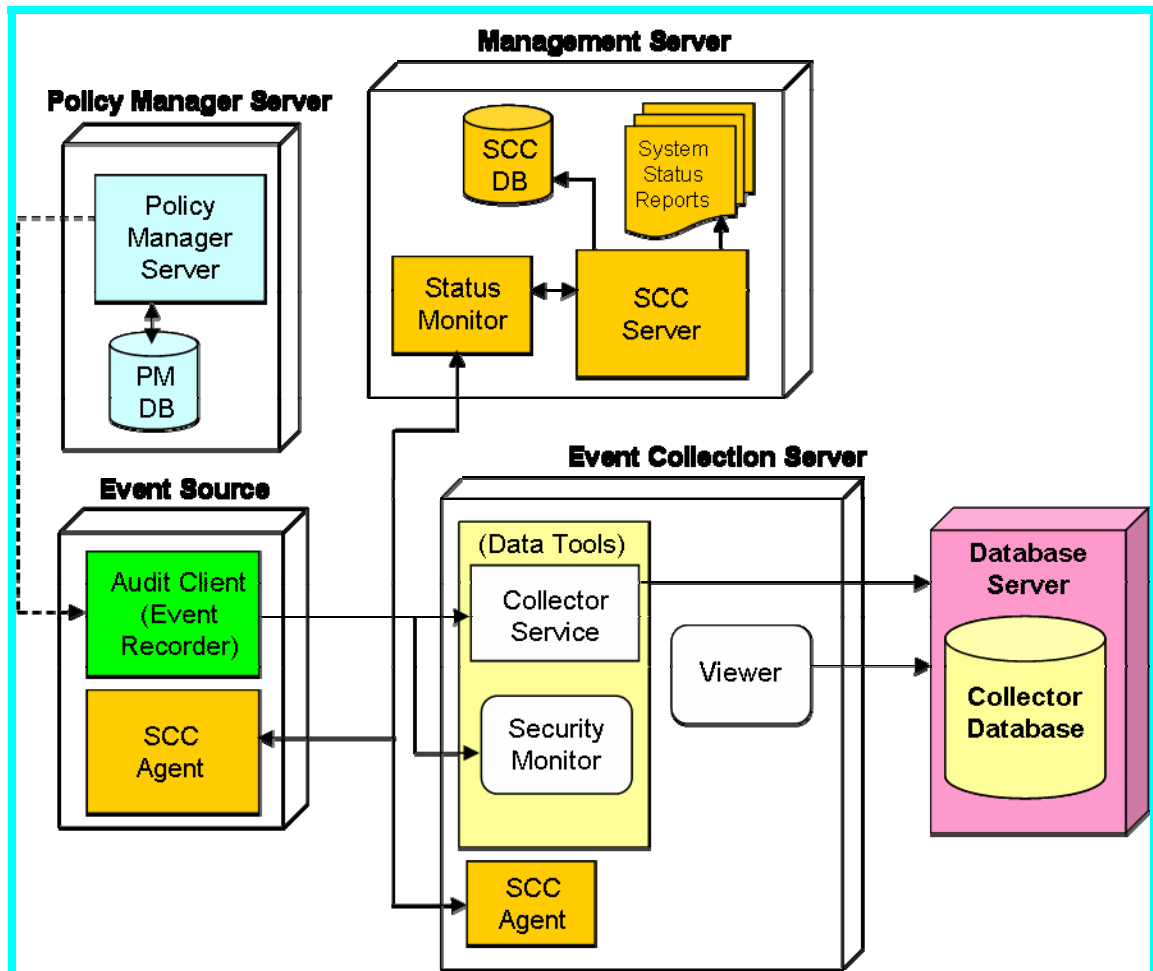 Management Server
Policy Manager Server
SCC
DB
System
Status
Reports
Policy
Manager
Server
Status
Monitor
SCC
Server
PM
DB
Event Collection Server
Event Source
(Data Tools)
Database
Server
Audit Client
(Event
Recorder)
Collector
Service
Viewer
Collector
Database
Security
Monitor
SCC
Agent
SCC
Agent